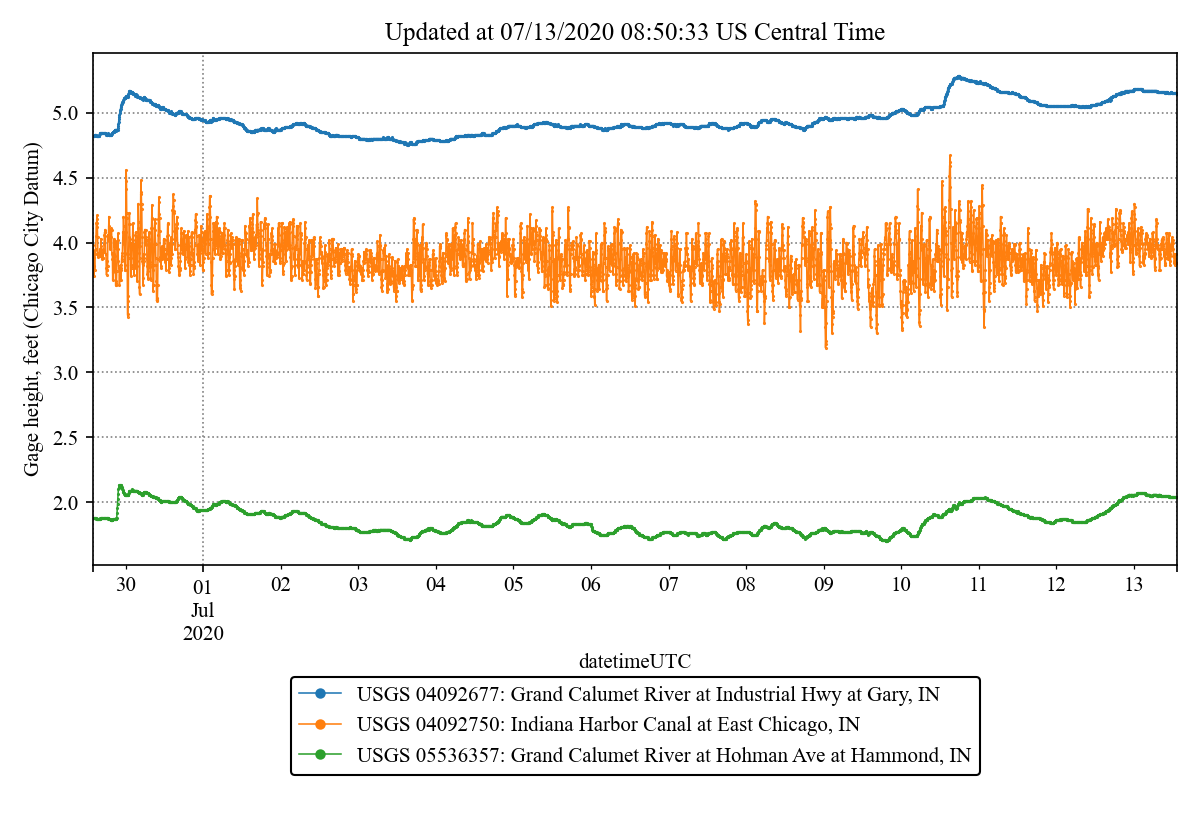 Updated at 07/13/2020 08:50:33 US Central Time
Gage height, feet (Chicago City Datum)
5.0
4.5
4.0
3.5
3.0
2.5
2.0
30 01 02 03 04 05 06 07 08 09 10 11 12 13
Jul
2020
datetimeUTC
USGS 04092677: Grand Calumet River at Industrial Hwy at Gary, IN
USGS 04092750: Indiana Harbor Canal at East Chicago, IN
USGS 05536357: Grand Calumet River at Hohman Ave at Hammond, IN